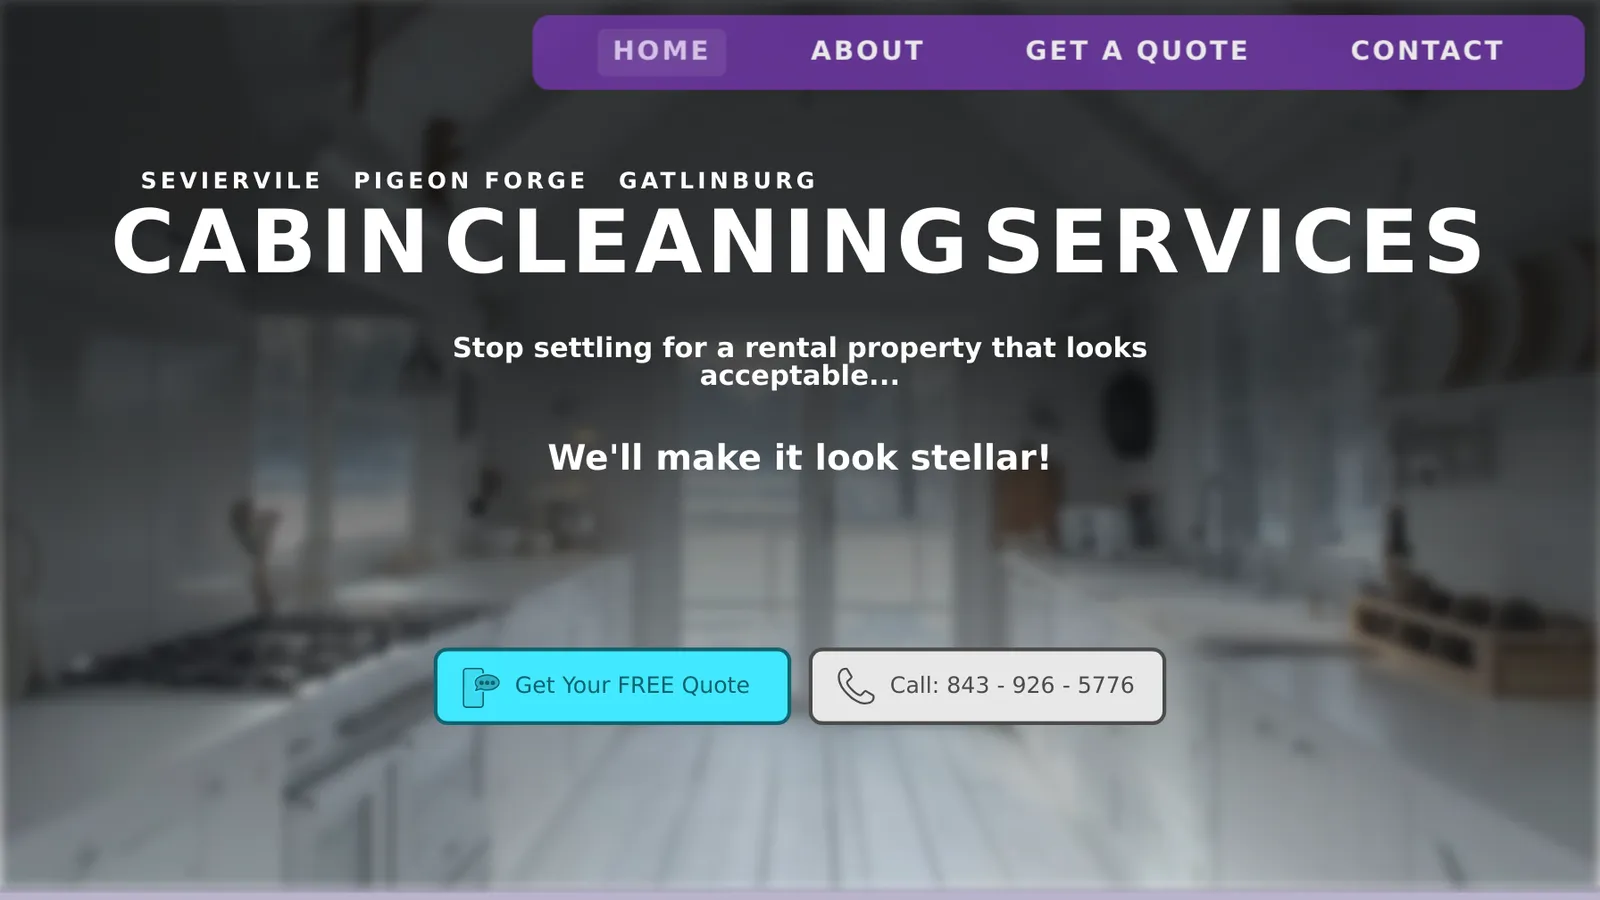 HOME ABOUT GET A QUOTE CONTACT
SEVIERVILE PIGEON FORGE GATLINBURG
CABIN CLEANING SERVICES
Stop settling for a rental property that looks
acceptable...
We'll make it look stellar!
Get Your FREE Quote Call: 843 - 926 - 5776